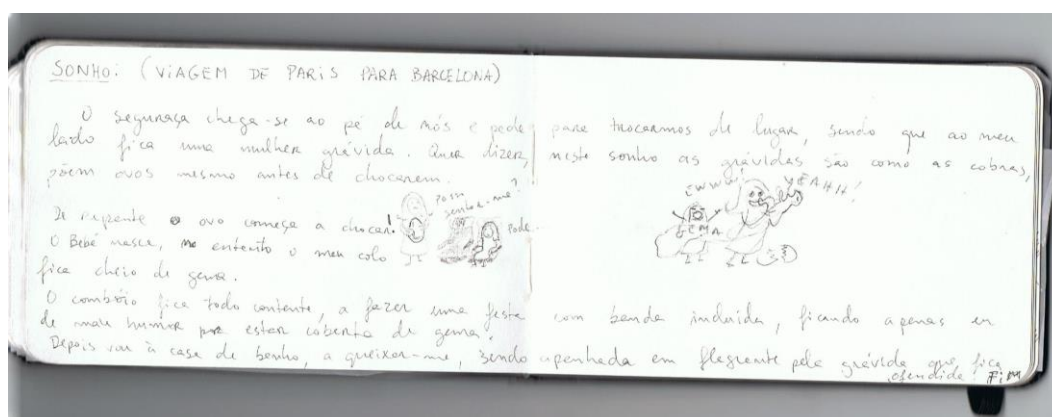 SONHO: (VIAGEM DE PARIS PARA BARCELONA)
O segurança chega-se ao pé de nós e pede para trocarmos de lugar, sendo que ao meu
lado fica uma mulher grávida. Quer dizer, neste sonho as grávidas são como as cobras,
põem ovos mesmo antes de chocarem.
De repente o ovo começa a chocar!
O Bebé nasce, no entanto o meu colo
fica cheio de gema.
Posso
sentar-me?
Pode.
EWWW!
YEAHH!
GEMA
O combóio fica todo contente, a fazer uma festa com banda incluida, ficando apenas eu
de mau humor por estar coberta de gema.
Depois vou à casa de banho, a queixar-me, sendo apanhada em flagrante pela grávida que fica
ofendida Fim